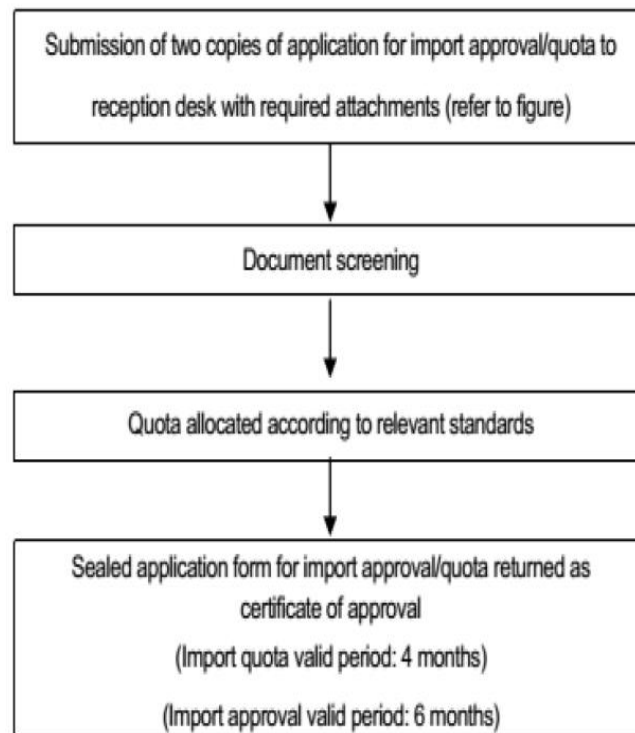 Submission of two copies of application for import approval/quota to
reception desk with required attachments (refer to figure)
Document screening
Quota allocated according to relevant standards
Sealed application form for import approval/quota returned as
certificate of approval
(Import quota valid period: 4 months)
(Import approval valid period: 6 months)